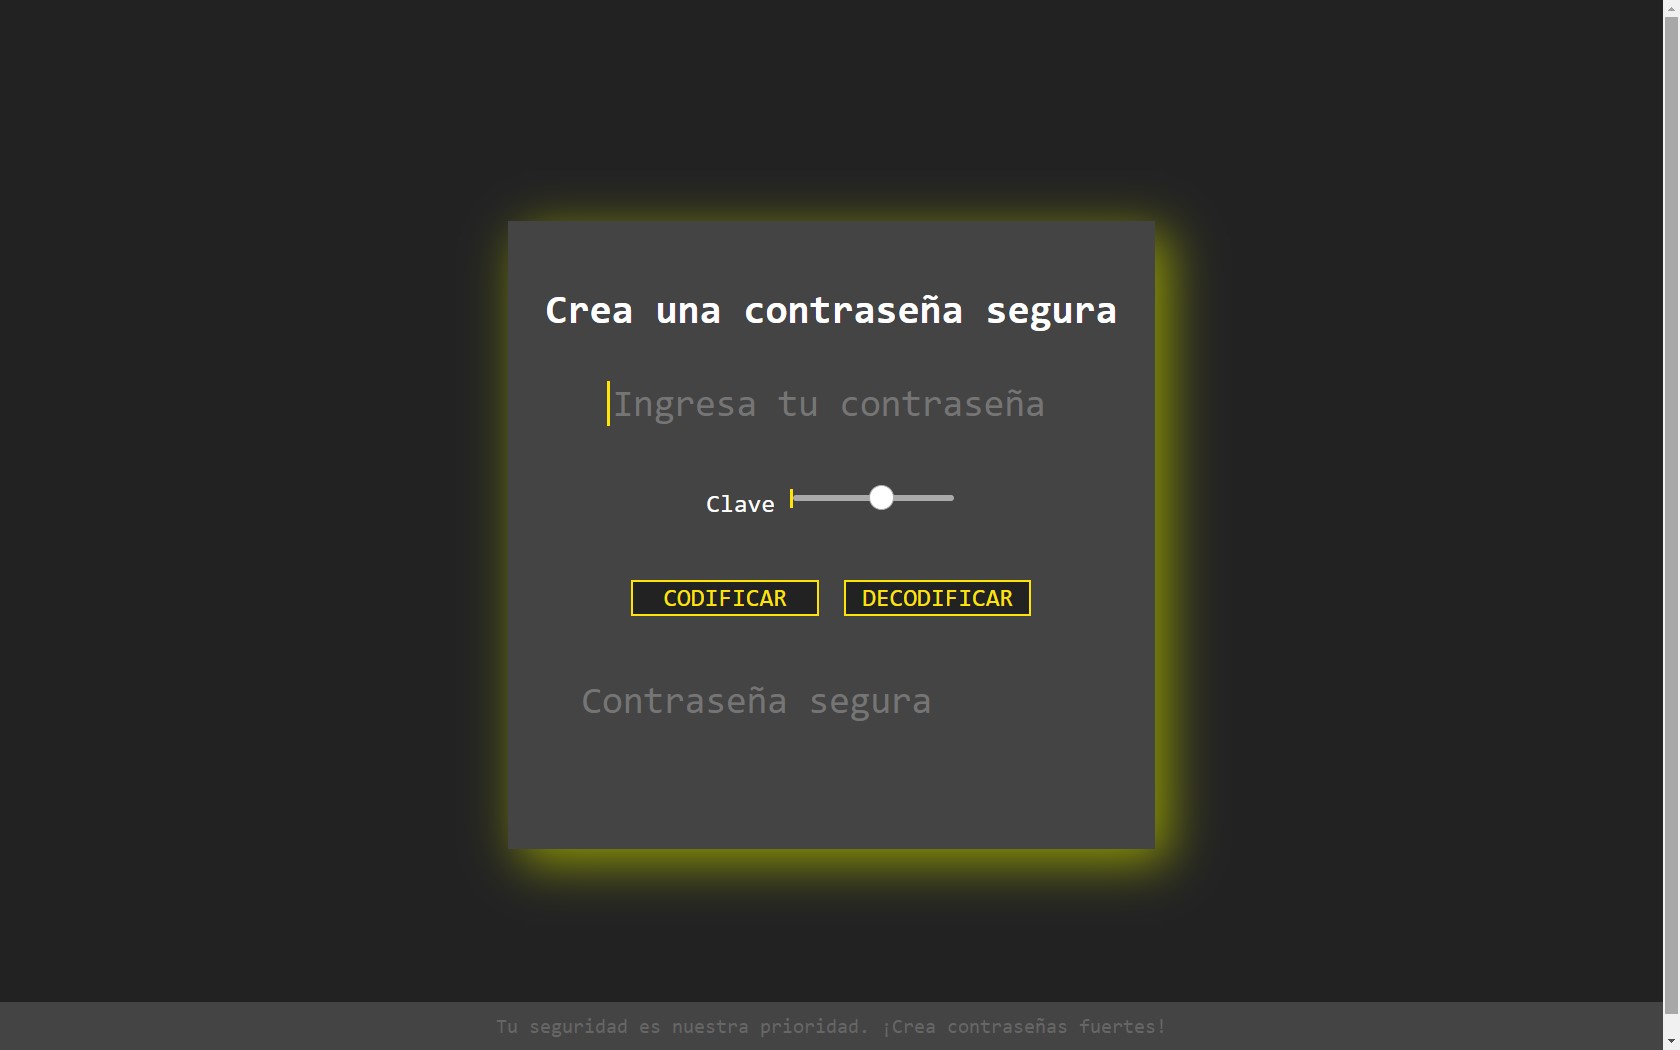 Crea una contraseña segura
Ingresa tu contraseña
Clave
CODIFICAR
DECODIFICAR
Contraseña segura
Tu seguridad es nuestra prioridad. ¡Crea contraseñas fuertes!